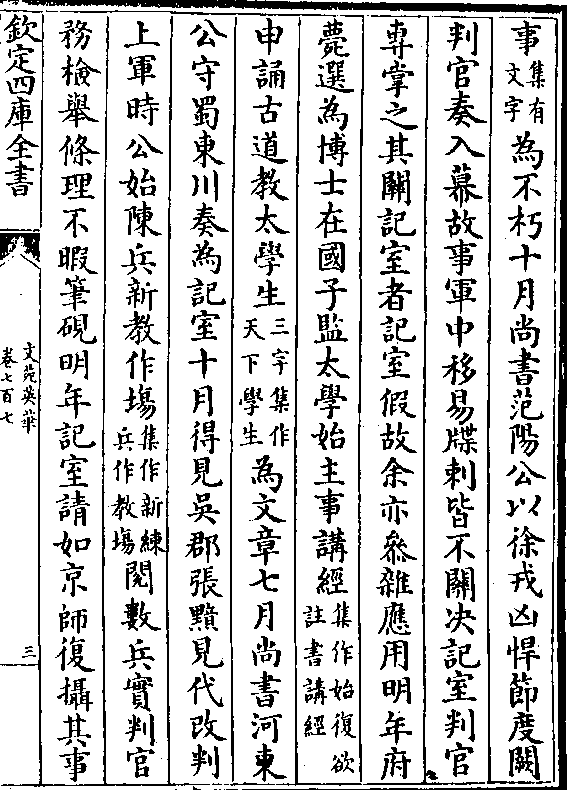 事集有文字為不朽十月尚書范陽公以徐戎凶悍節度闕
判官奏入幕故事軍中移易牒刺皆不關决記室判官
專掌之其關記室者記室假故余亦叅雜應用明年府
薨選為博士在國子監太學始主事講經集作始復欲註書講經
申誦古道教太學生三字集作天下學生為文章七月尚書河東
公守蜀東川奏為記室十月得見吳郡張黯見代改判
上軍時公始陳兵新教作塲集作新練兵作教塲閱數兵實判官
務檢舉條理不暇筆硯明年記室請如京師復攝其事
欽定四庫全書
文苑英華
卷七百七
三